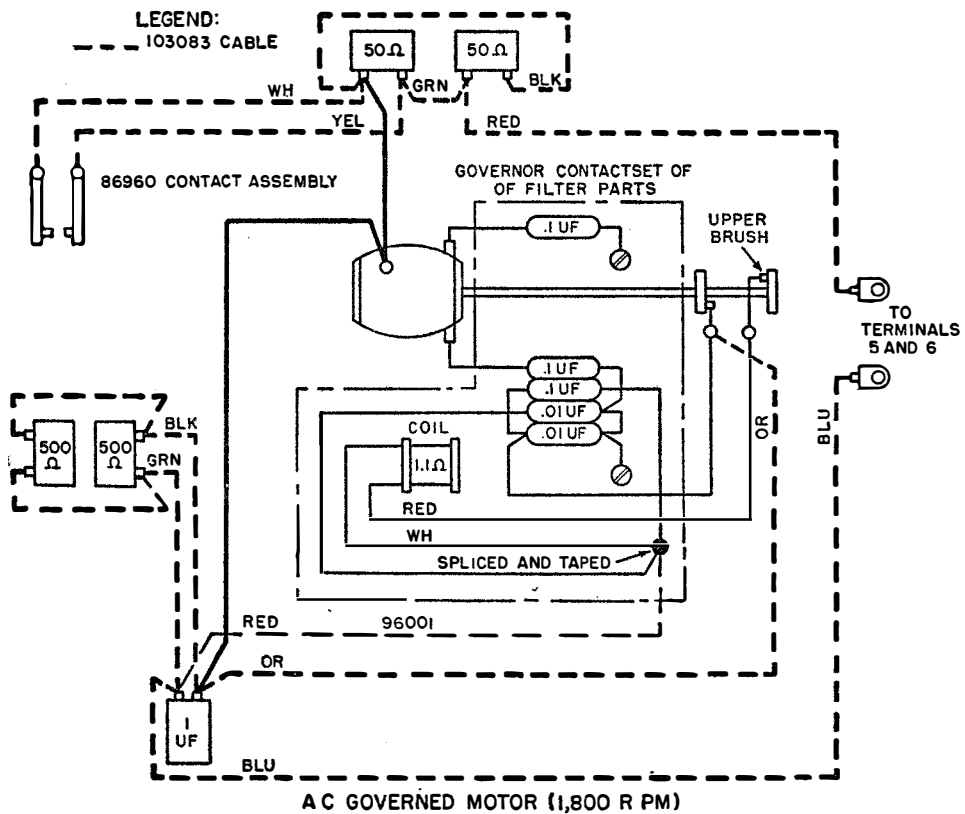 LEGEND:
103083 CABLE
50Ω
50Ω
GRN
BLK
WH
YEL
RED
86960 CONTACT ASSEMBLY
GOVERNOR CONTACTSET OF
OF FILTER PARTS
.1 UF
UPPER
BRUSH
TO
TERMINALS
5 AND 6
.1 UF
.1 UF
.01 UF
.01 UF
OR
BLU
BLK
500
Ω
500
Ω
GRN
COIL
1.1Ω
RED
WH
SPLICED AND TAPED
RED
96001
OR
1
UF
BLU
AC GOVERNED MOTOR (1,800 RPM)